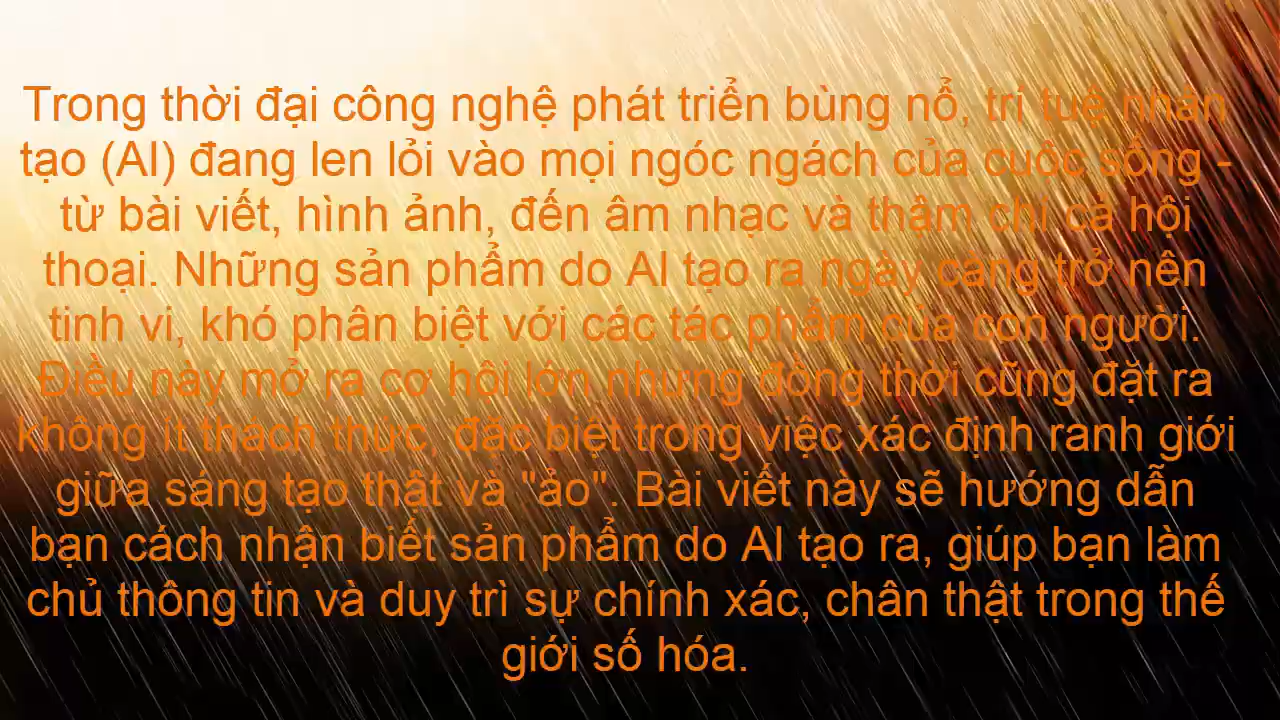 Trong thời đại công nghệ phát triển bùng nổ, trí tuệ nhân
tạo (AI) đang len lỏi vào mọi ngóc ngách của cuộc sống -
từ bài viết, hình ảnh, đến âm nhạc và thậm chí cả hội
thoại. Những sản phẩm do AI tạo ra ngày càng trở nên
tinh vi, khó phân biệt với các tác phẩm của con người.
Điều này mở ra cơ hội lớn nhưng đồng thời cũng đặt ra
không ít thách thức, đặc biệt trong việc xác định ranh giới
giữa sáng tạo thật và "ảo". Bài viết này sẽ hướng dẫn
bạn cách nhận biết sản phẩm do AI tạo ra, giúp bạn làm
chủ thông tin và duy trì sự chính xác, chân thật trong thế
giới số hóa.